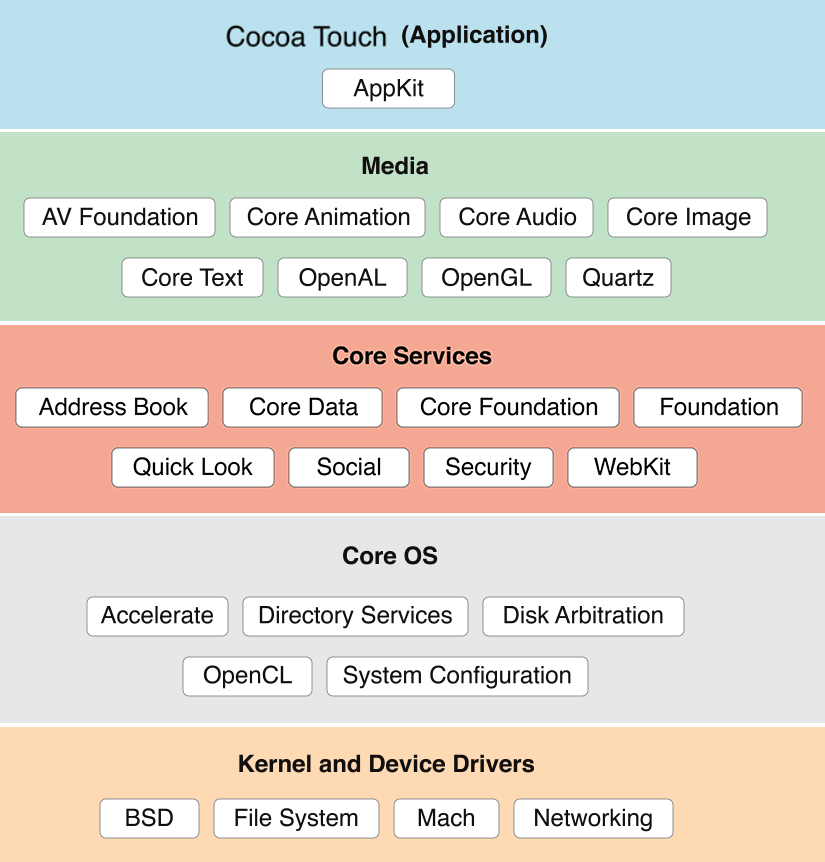 Cocoa Touch (Application)
AppKit
Media
AV Foundation Core Animation Core Audio Core Image
Core Text OpenAL OpenGL Quartz
Core Services
Address Book Core Data Core Foundation Foundation
Quick Look Social Security WebKit
Core OS
Accelerate Directory Services Disk Arbitration
OpenCL System Configuration
Kernel and Device Drivers
BSD File System Mach Networking